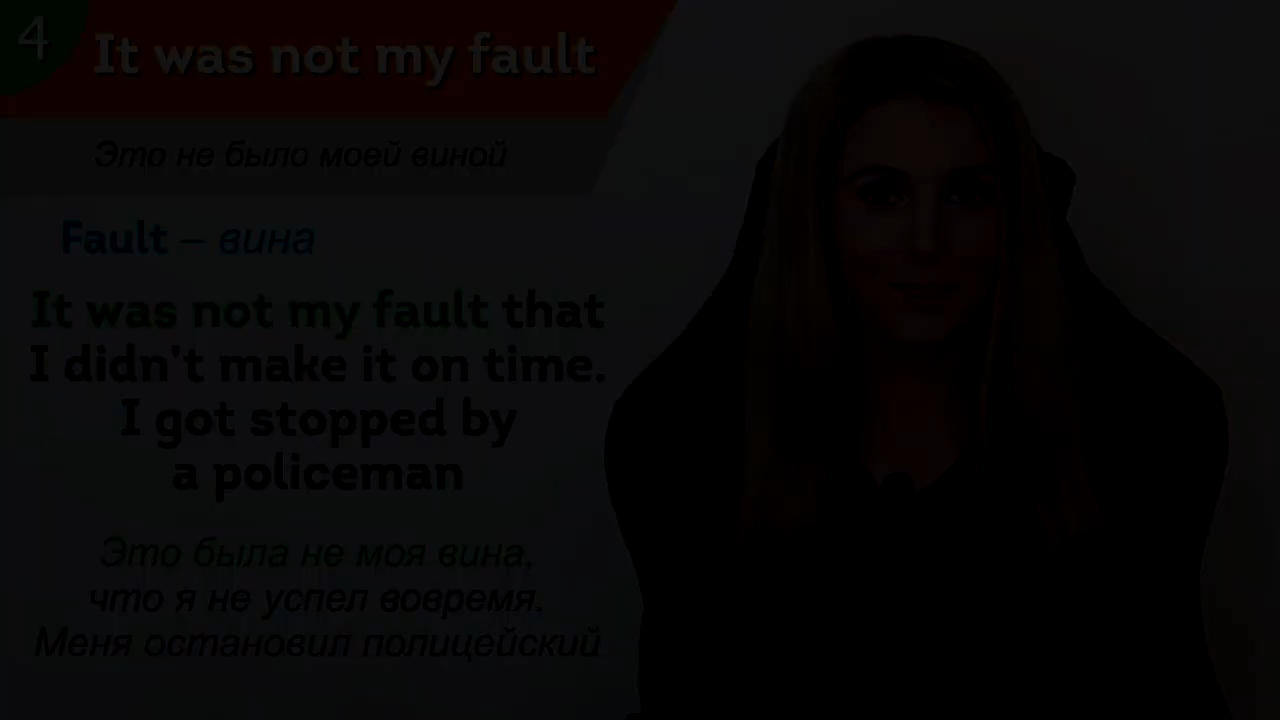 4
It was not my fault
Это не было моей виной
Fault – вина
It was not my fault that
I didn't make it on time.
I got stopped by
a policeman
Это была не моя вина,
что я не успел вовремя.
Меня остановил полицейский